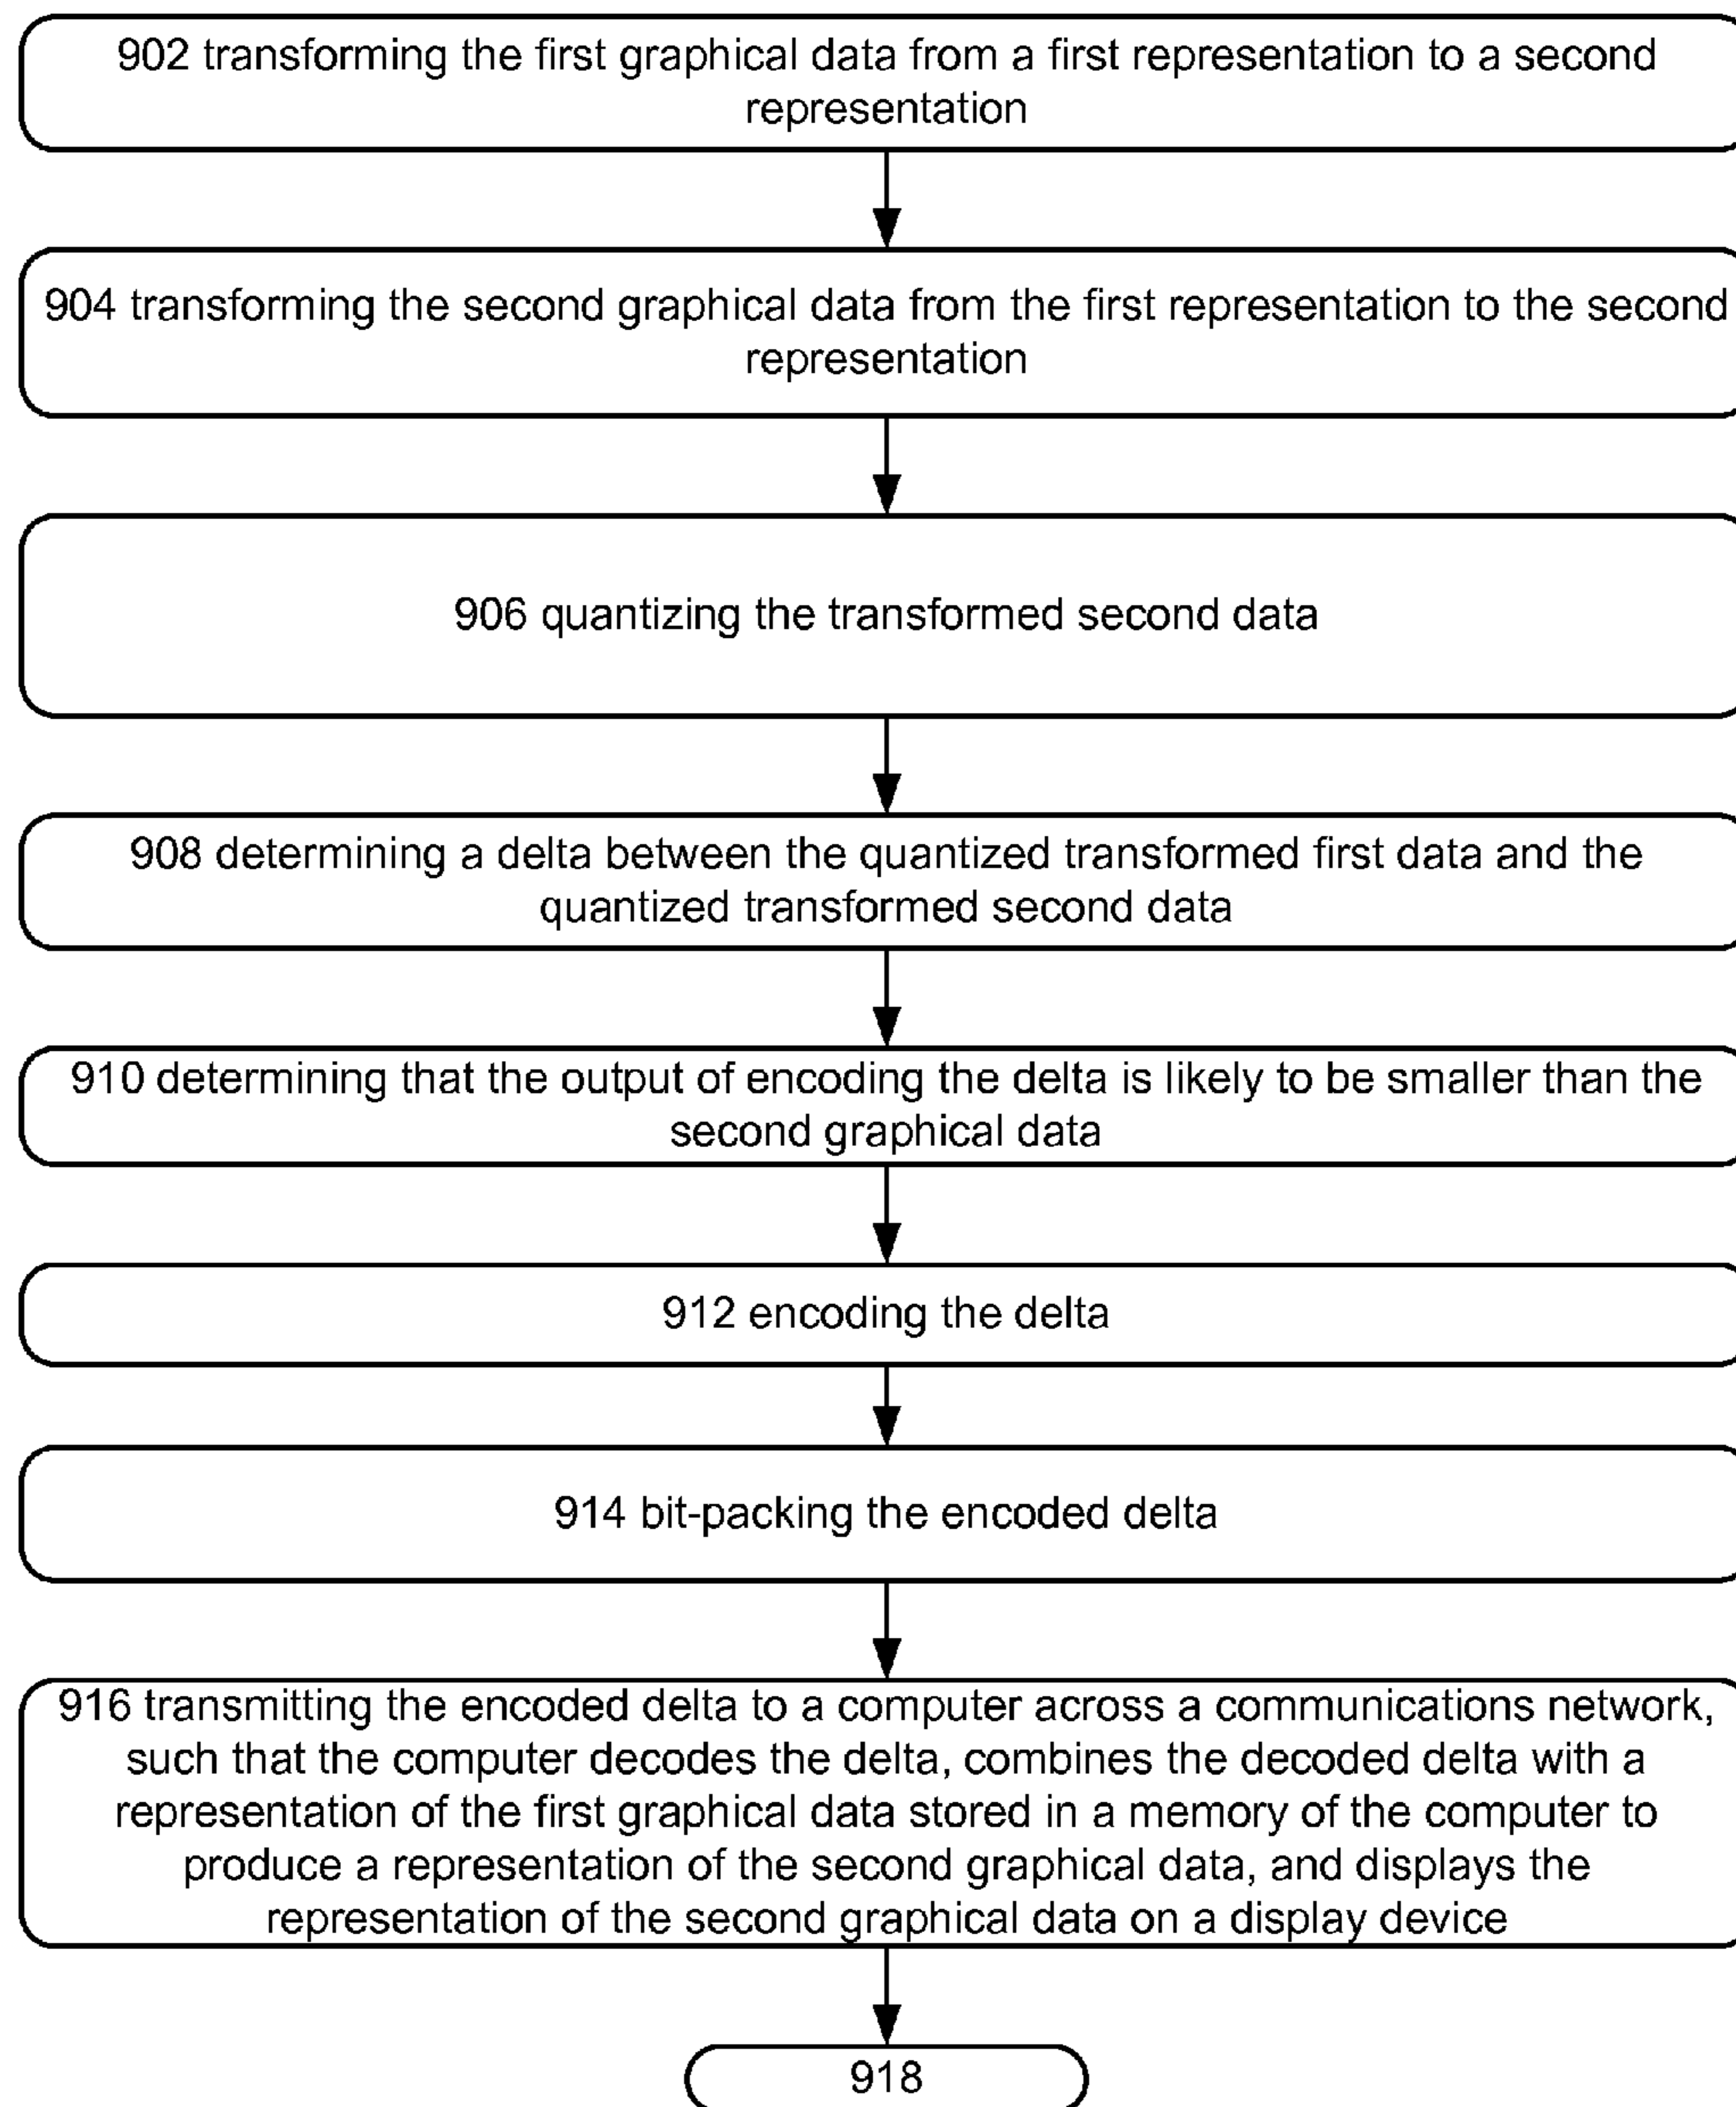 902 transforming the first graphical data from a first representation to a second
representation
904 transforming the second graphical data from the first representation to the second
representation
906 quantizing the transformed second data
908 determining a delta between the quantized transformed first data and the
quantized transformed second data
910 determining that the output of encoding the delta is likely to be smaller than the
second graphical data
912 encoding the delta
914 bit-packing the encoded delta
916 transmitting the encoded delta to a computer across a communications network,
such that the computer decodes the delta, combines the decoded delta with a
representation of the first graphical data stored in a memory of the computer to
produce a representation of the second graphical data, and displays the
representation of the second graphical data on a display device
918